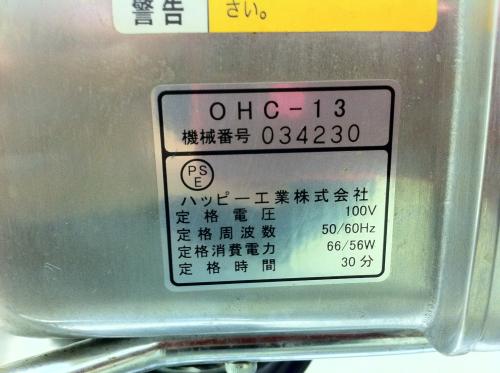 警告
さい。
OHC-13
機械番号 034230
PS
E
ハッピー工業株式会社
定格電圧 100V
定格周波数 50/60Hz
定格消費電力 66/56W
定格時間 30分